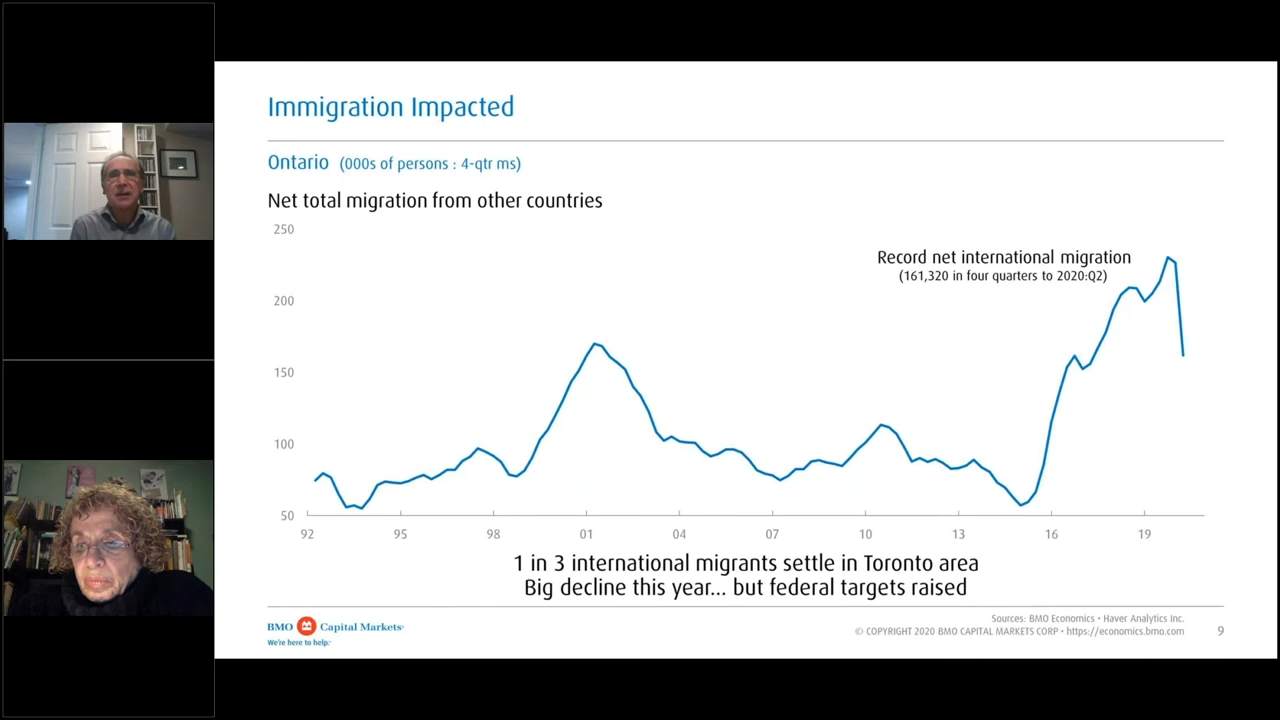 Immigration Impacted
Ontario (000s of persons : 4-qtr ms)
Net total migration from other countries
250
200
150
100
50
Record net international migration
(161,320 in four quarters to 2020:Q2)
92 95 98 01 04 07 10 13 16 19
1 in 3 international migrants settle in Toronto area
Big decline this year... but federal targets raised
BMO Capital Markets
We're here to help.
Sources: BMO Economics • Haver Analytics Inc.
© COPYRIGHT 2020 BMO CAPITAL MARKETS CORP • https://economics.bmo.com
9